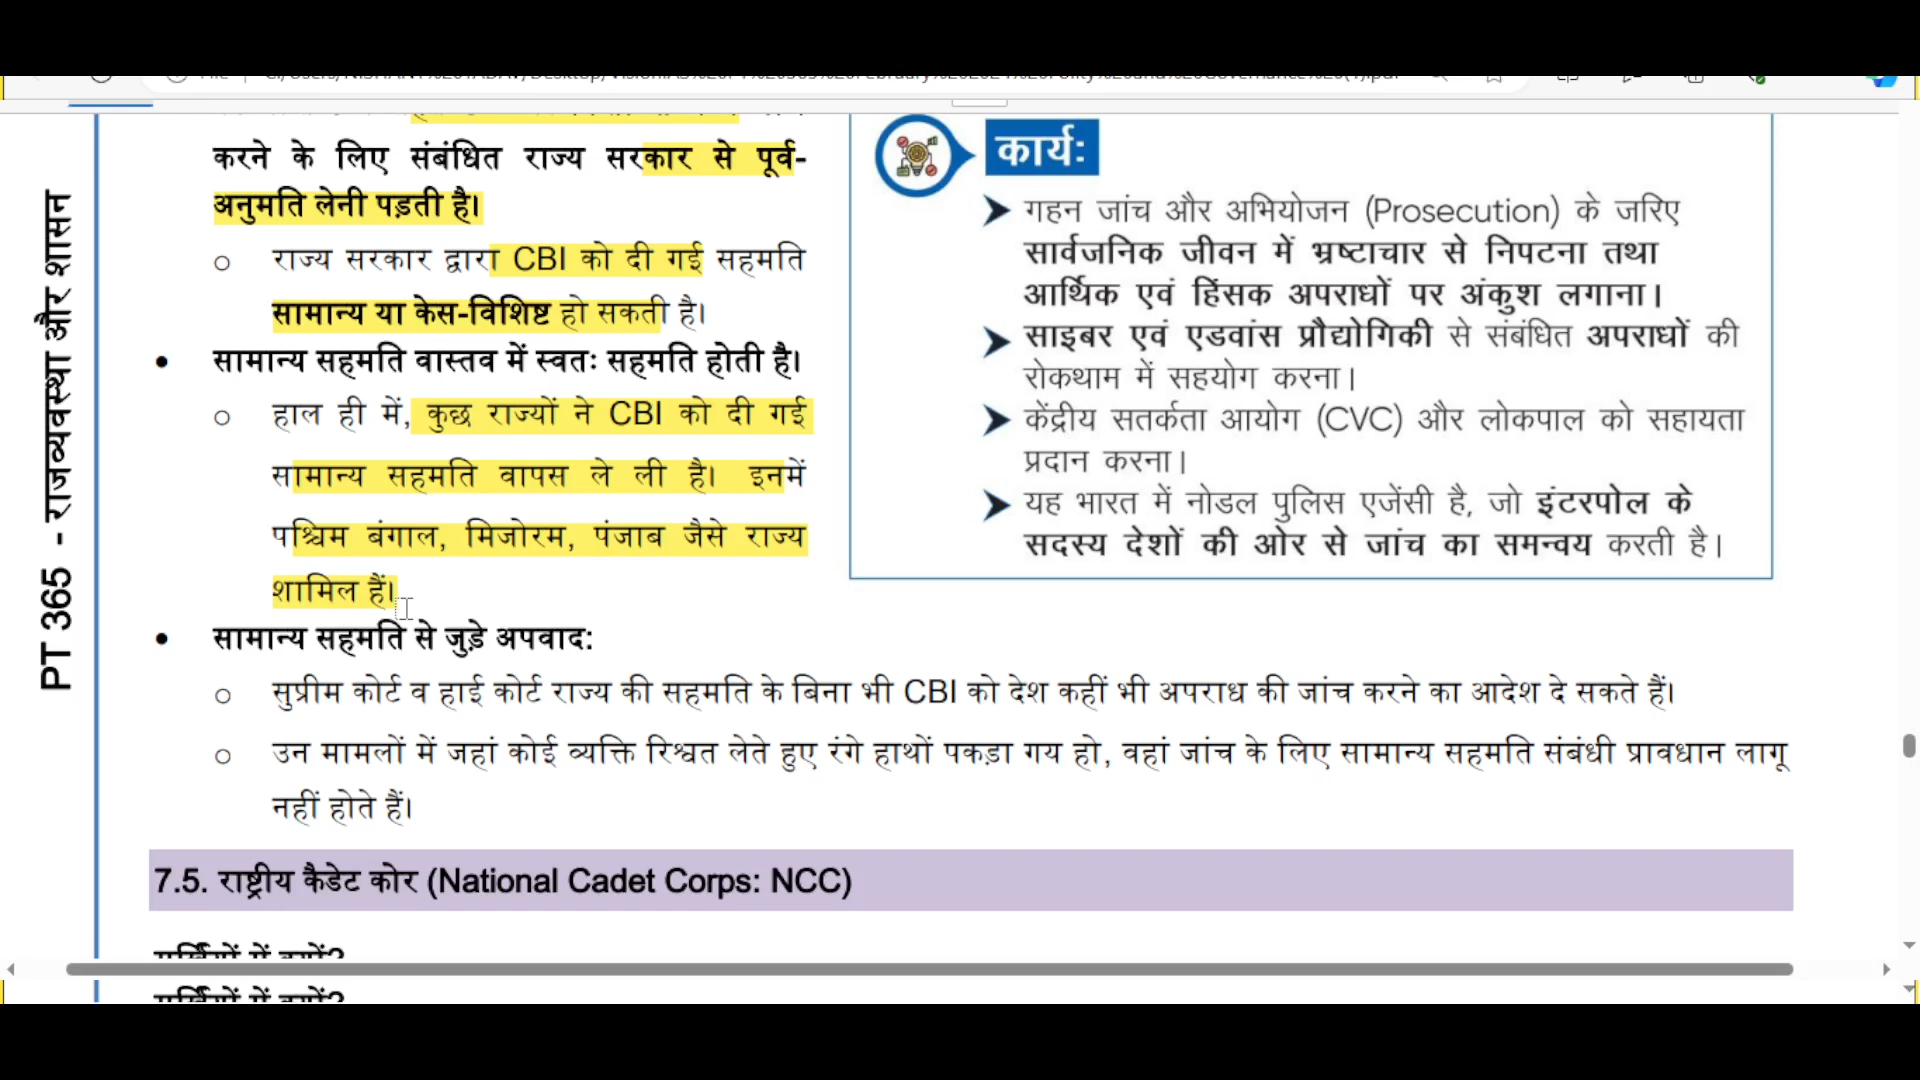 करने के लिए संबंधित राज्य सरकार से पूर्व-
अनुमति लेनी पड़ती है।
○ राज्य सरकार द्वारा CBI को दी गई सहमति
सामान्य या केस-विशिष्ट हो सकती है।
• सामान्य सहमति वास्तव में स्वतः सहमति होती है।
○ हाल ही में, कुछ राज्यों ने CBI को दी गई
सामान्य सहमति वापस ले ली है। इनमें
पश्चिम बंगाल, मिजोरम, पंजाब जैसे राज्य
शामिल हैं।
कार्य:
➤ गहन जांच और अभियोजन (Prosecution) के जरिए
सार्वजनिक जीवन में भ्रष्टाचार से निपटना तथा
आर्थिक एवं हिंसक अपराधों पर अंकुश लगाना।
➤ साइबर एवं एडवांस प्रौद्योगिकी से संबंधित अपराधों की
रोकथाम में सहयोग करना।
➤ केंद्रीय सतर्कता आयोग (CVC) और लोकपाल को सहायता
प्रदान करना।
➤ यह भारत में नोडल पुलिस एजेंसी है, जो इंटरपोल के
सदस्य देशों की ओर से जांच का समन्वय करती है।
• सामान्य सहमति से जुड़े अपवाद:
○ सुप्रीम कोर्ट व हाई कोर्ट राज्य की सहमति के बिना भी CBI को देश कहीं भी अपराध की जांच करने का आदेश दे सकते हैं।
○ उन मामलों में जहां कोई व्यक्ति रिश्वत लेते हुए रंगे हाथों पकड़ा गय हो, वहां जांच के लिए सामान्य सहमति संबंधी प्रावधान लागू
नहीं होते हैं।
7.5. राष्ट्रीय कैडेट कोर (National Cadet Corps: NCC)
PT 365 - राजव्यवस्था और शासन